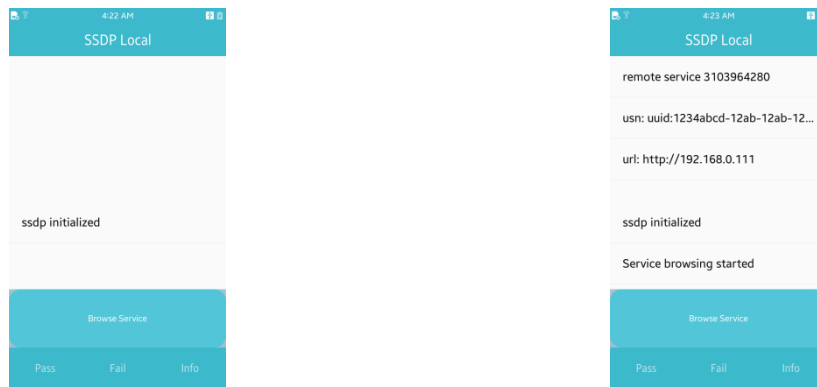 4:22 AM
SSDP Local
ssdp initialized
Browse Service
Pass Fail Info
4:23 AM
SSDP Local
remote service 3103964280
usn: uuid:1234abcd-12ab-12ab-12...
url: http://192.168.0.111
ssdp initialized
Service browsing started
Browse Service
Pass Fail Info